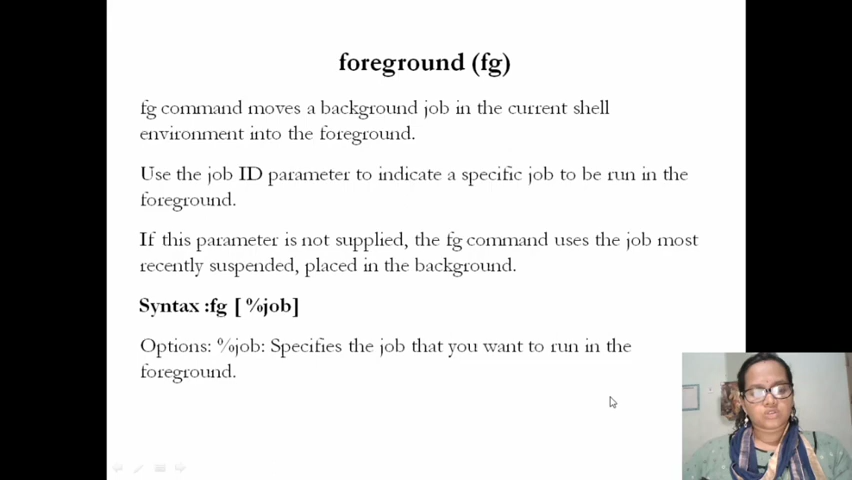 foreground (fg)
fg command moves a background job in the current shell
environment into the foreground.
Use the job ID parameter to indicate a specific job to be run in the
foreground.
If this parameter is not supplied, the fg command uses the job most
recently suspended, placed in the background.
Syntax :fg [ %job]
Options: %job: Specifies the job that you want to run in the
foreground.